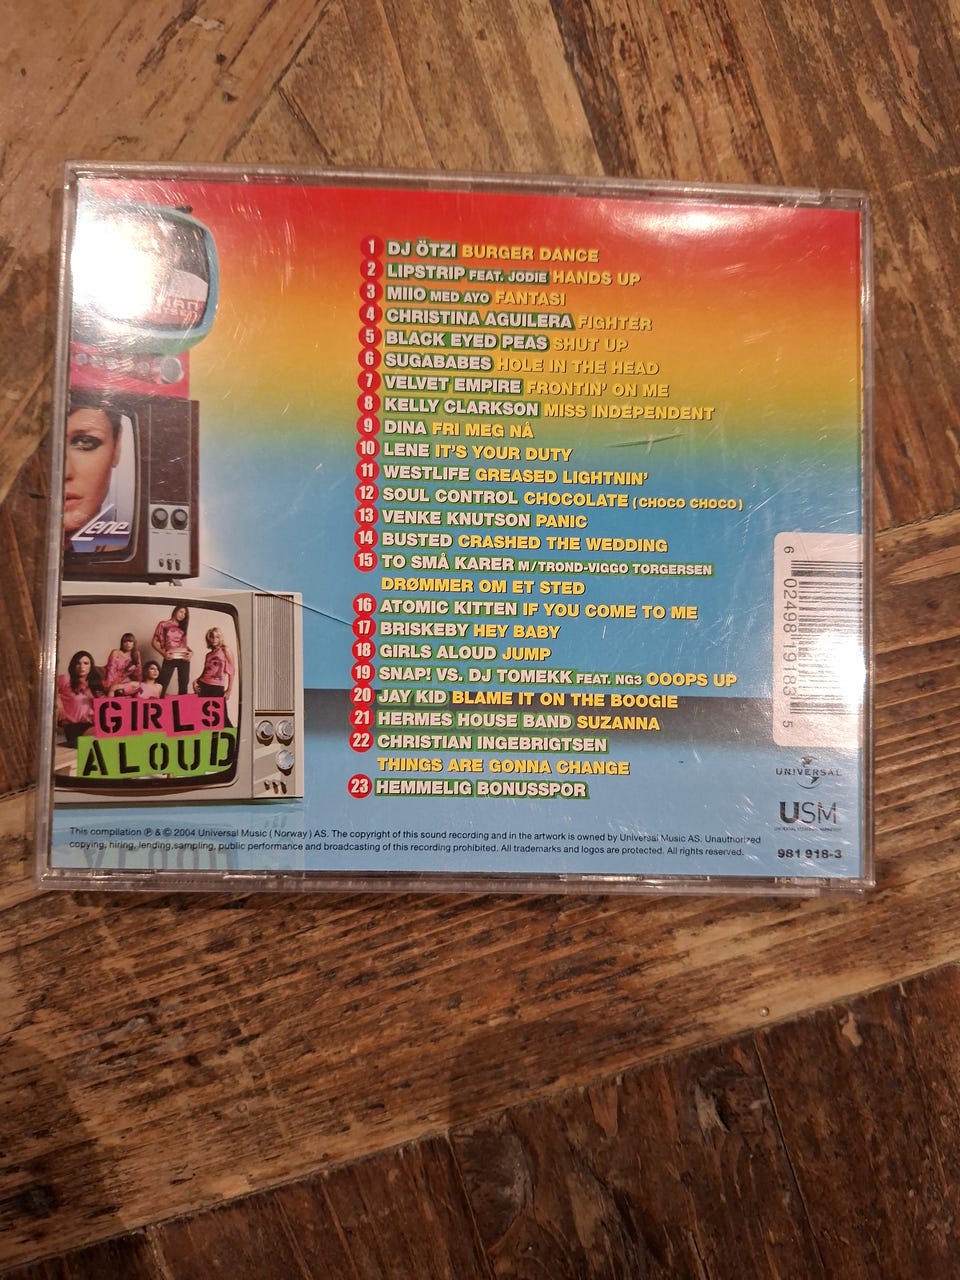 1 DJ ÖTZI BURGER DANCE
2 LIPSTRIP FEAT. JODIE HANDS UP
3 MIIO MED AYO FANTASI
4 CHRISTINA AGUILERA FIGHTER
5 BLACK EYED PEAS SHUT UP
6 SUGABABES HOLE IN THE HEAD
7 VELVET EMPIRE FRONTIN' ON ME
8 KELLY CLARKSON MISS INDEPENDENT
9 DINA FRI MEG NÅ
10 LENE IT'S YOUR DUTY
11 WESTLIFE GREASED LIGHTNIN'
12 SOUL CONTROL CHOCOLATE (CHOCO CHOCO)
13 VENKE KNUTSON PANIC
14 BUSTED CRASHED THE WEDDING
15 TO SMÅ KARER M/TROND-VIGGO TORGERSEN
DRØMMER OM ET STED
16 ATOMIC KITTEN IF YOU COME TO ME
17 BRISKEBY HEY BABY
18 GIRLS ALOUD JUMP
19 SNAP! VS. DJ TOMEKK FEAT. NG3 OOOPS UP
20 JAY KID BLAME IT ON THE BOOGIE
21 HERMES HOUSE BAND SUZANNA
22 CHRISTIAN INGEBRIGTSEN
THINGS ARE GONNA CHANGE
23 HEMMELIG BONUSSPOR
Lene
GIRLS
ALOUD
6 02498 19183 5
UNIVERSAL
USM
981 918-3
This compilation ℗ & © 2004 Universal Music (Norway) AS. The copyright of this sound recording and in the artwork is owned by Universal Music AS. Unauthorized
copying, hiring, lending, sampling, public performance and broadcasting of this recording prohibited. All trademarks and logos are protected. All rights reserved.